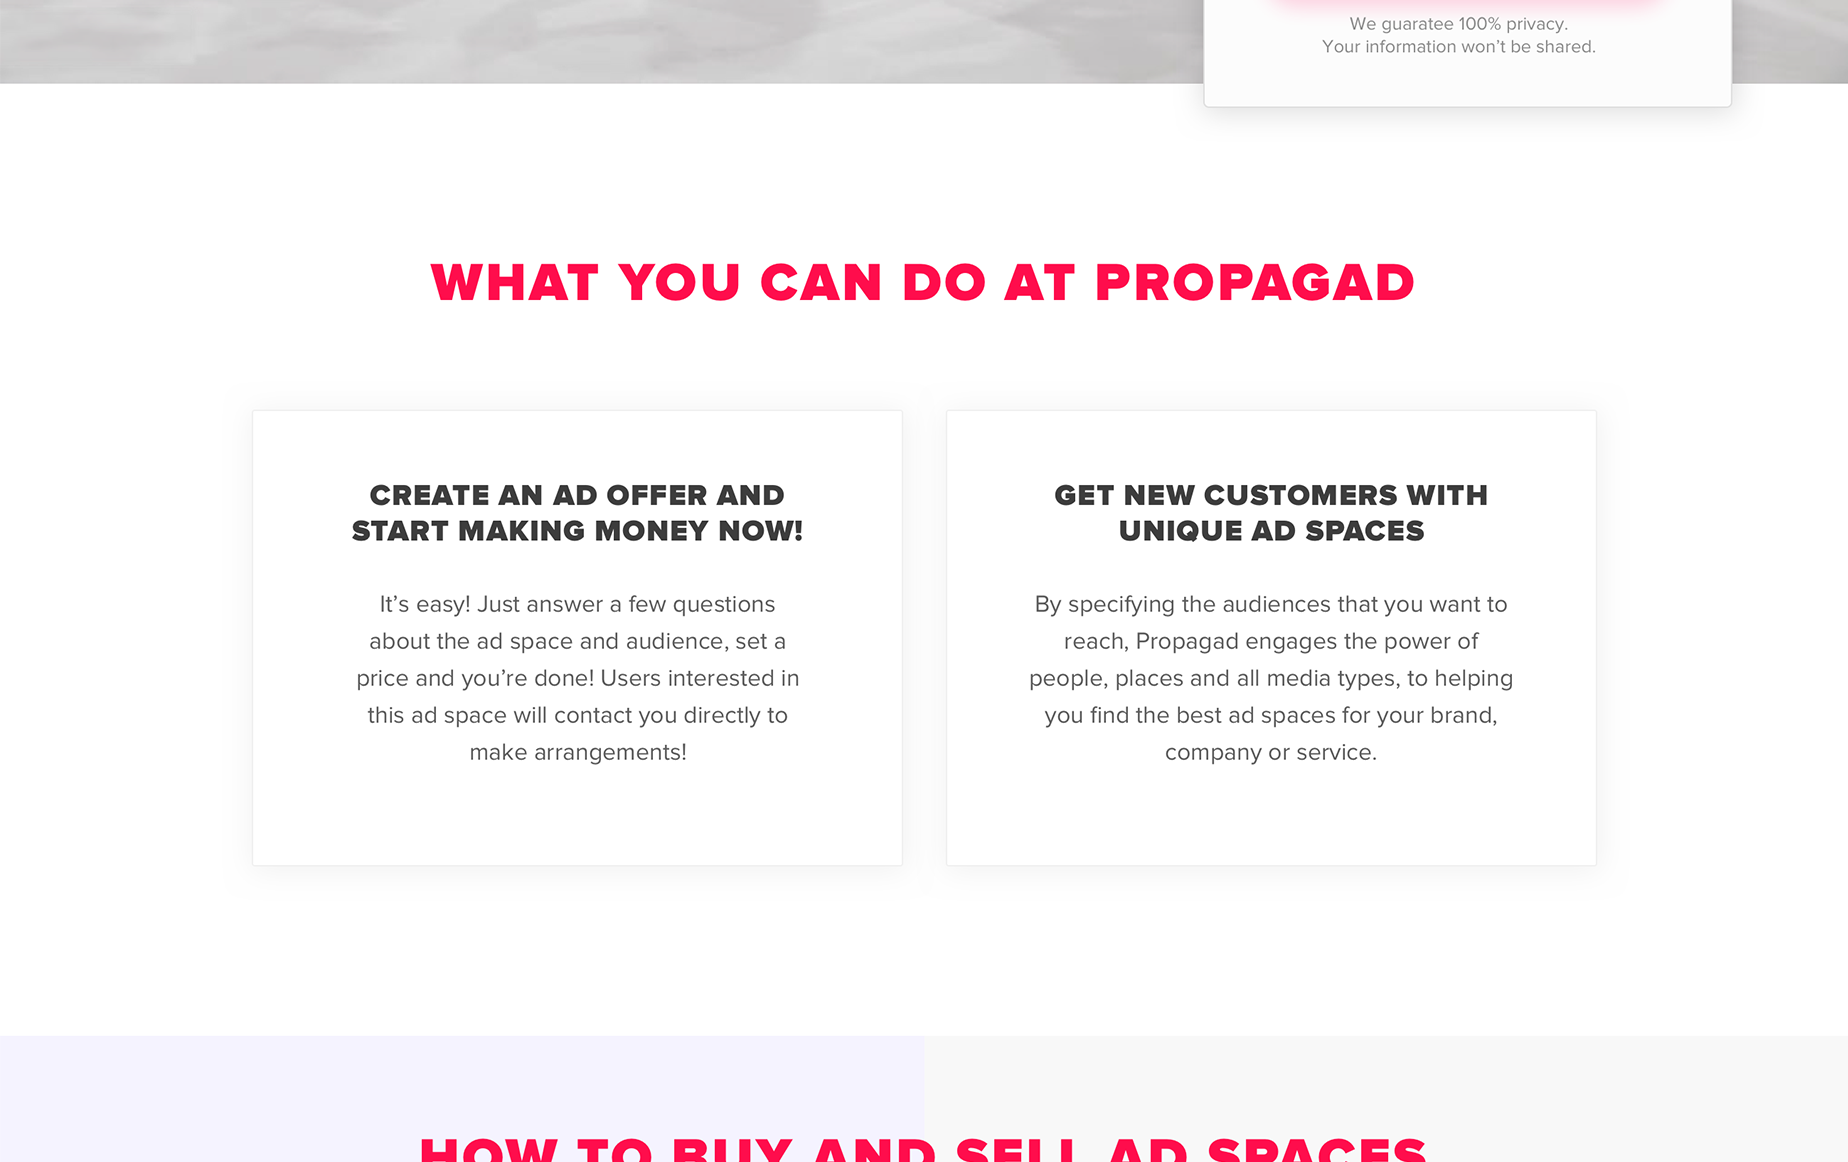 We guaratee 100% privacy.
Your information won’t be shared.
WHAT YOU CAN DO AT PROPAGAD
CREATE AN AD OFFER AND
START MAKING MONEY NOW!
It’s easy! Just answer a few questions
about the ad space and audience, set a
price and you’re done! Users interested in
this ad space will contact you directly to
make arrangements!
GET NEW CUSTOMERS WITH
UNIQUE AD SPACES
By specifying the audiences that you want to
reach, Propagad engages the power of
people, places and all media types, to helping
you find the best ad spaces for your brand,
company or service.
HOW TO BUY AND SELL AD SPACES